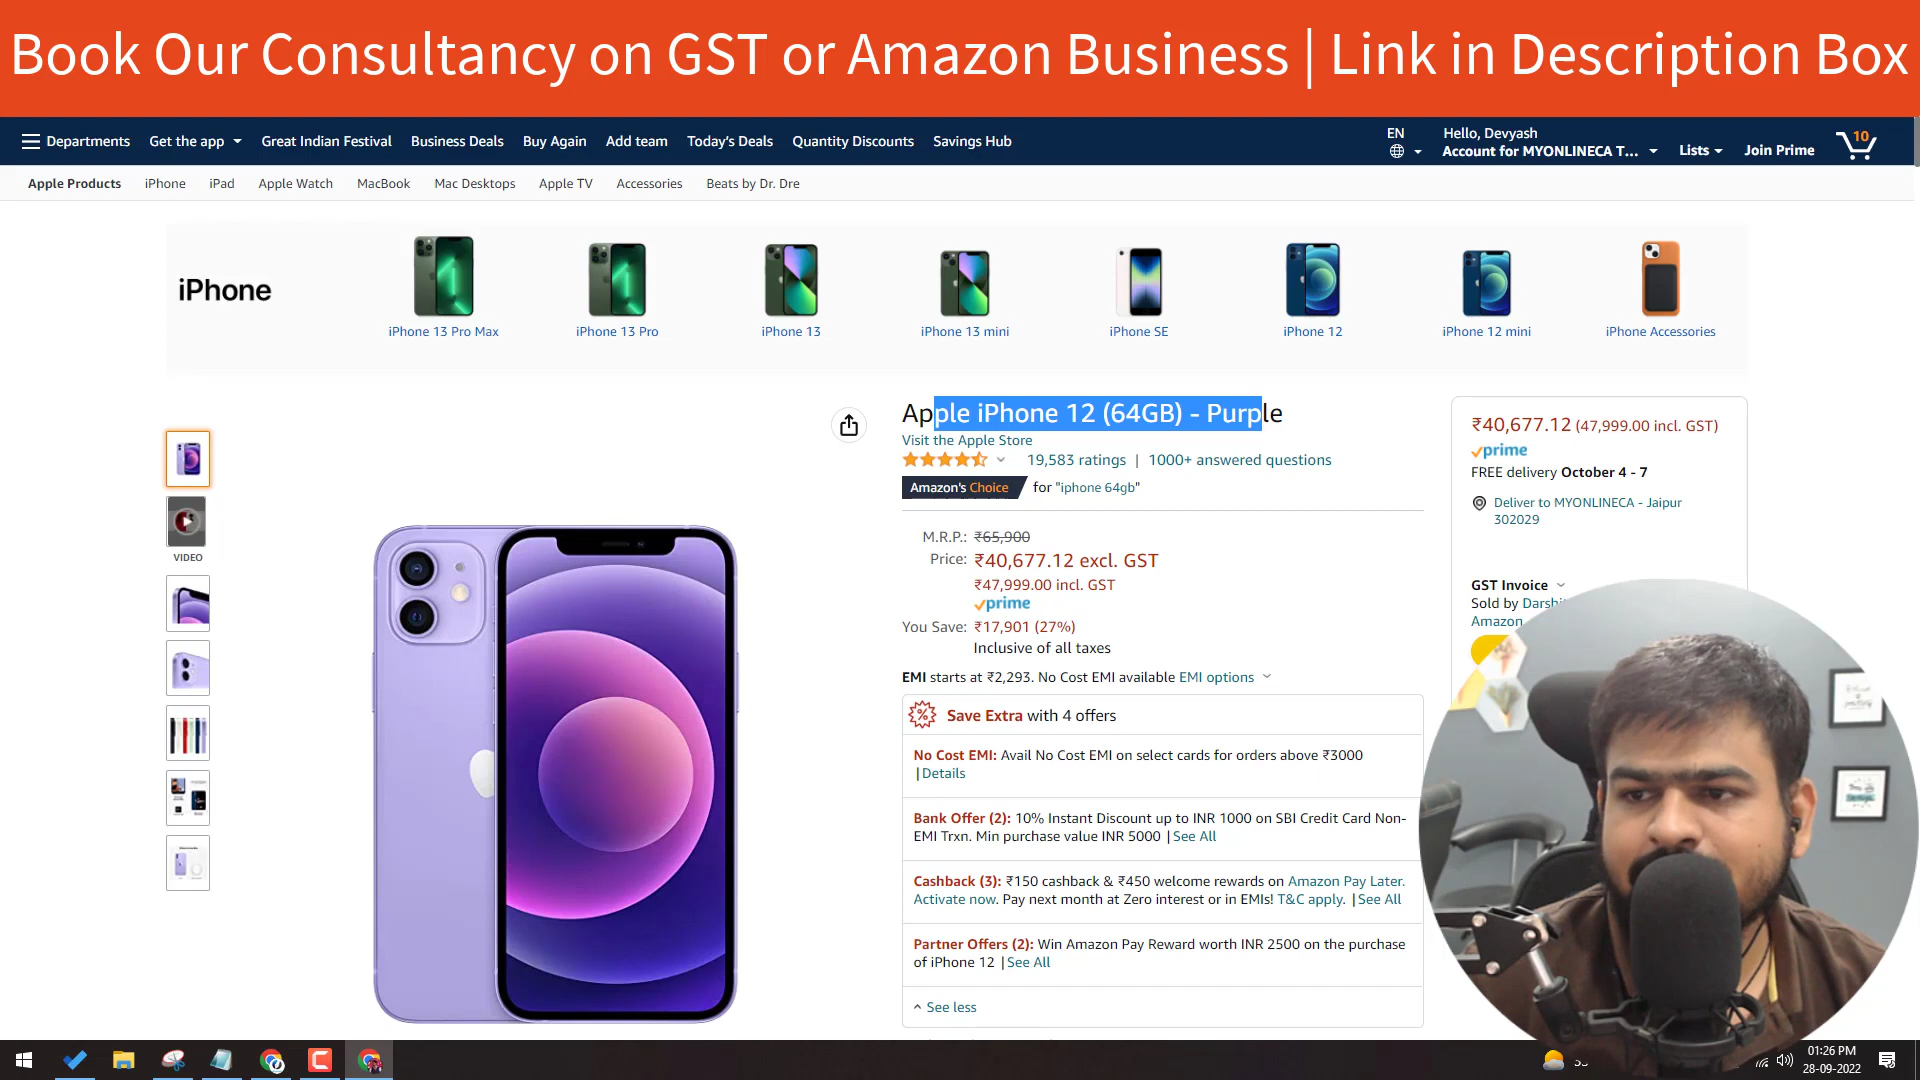 Book Our Consultancy on GST or Amazon Business | Link in Description Box
Departments Get the app Great Indian Festival Business Deals Buy Again Add team Today's Deals Quantity Discounts Savings Hub
EN
Hello, Devyash
Account for MYONLINECA T... Lists Join Prime
10
Apple Products iPhone iPad Apple Watch MacBook Mac Desktops Apple TV Accessories Beats by Dr. Dre
iPhone
iPhone 13 Pro Max iPhone 13 Pro iPhone 13 iPhone 13 mini iPhone SE iPhone 12 iPhone 12 mini iPhone Accessories
VIDEO
Apple iPhone 12 (64GB) - Purple
Visit the Apple Store
19,583 ratings | 1000+ answered questions
Amazon's Choice for "iphone 64gb"
M.R.P.: ₹65,900
Price: ₹40,677.12 excl. GST
₹47,999.00 incl. GST
prime
You Save: ₹17,901 (27%)
Inclusive of all taxes
EMI starts at ₹2,293. No Cost EMI available EMI options
Save Extra with 4 offers
No Cost EMI: Avail No Cost EMI on select cards for orders above ₹3000
| Details
Bank Offer (2): 10% Instant Discount up to INR 1000 on SBI Credit Card Non-
EMI Trxn. Min purchase value INR 5000 | See All
Cashback (3): ₹150 cashback & ₹450 welcome rewards on Amazon Pay Later.
Activate now. Pay next month at Zero interest or in EMIs! T&C apply. | See All
Partner Offers (2): Win Amazon Pay Reward worth INR 2500 on the purchase
of iPhone 12 | See All
See less
₹40,677.12 (47,999.00 incl. GST)
prime
FREE delivery October 4 - 7
Deliver to MYONLINECA - Jaipur
302029
GST Invoice
Sold by
Amazon
01:26 PM
28-09-2022